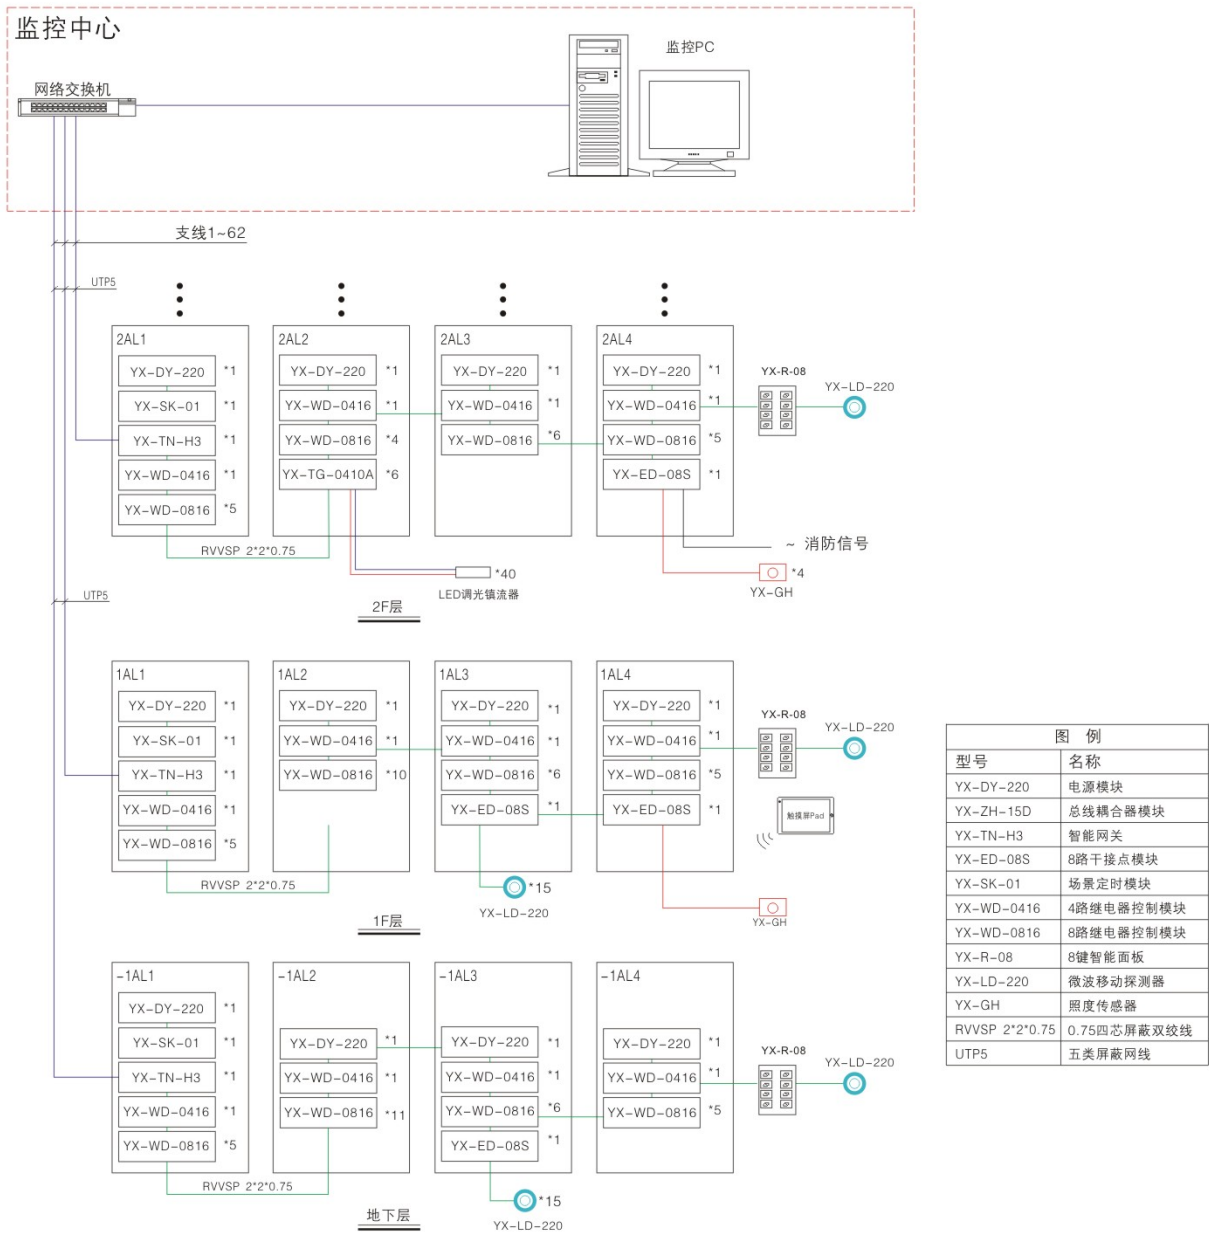 监控中心
网络交换机
监控PC
支线1~62
UTP5
2AL1
YX-DY-220 *1
YX-SK-01 *1
YX-TN-H3 *1
YX-WD-0416 *1
YX-WD-0816 *5
2AL2
YX-DY-220 *1
YX-WD-0416 *1
YX-WD-0816 *4
YX-TG-0410A *6
2AL3
YX-DY-220 *1
YX-WD-0416 *1
YX-WD-0816 *6
2AL4
YX-DY-220 *1
YX-WD-0416 *1
YX-WD-0816 *5
YX-ED-08S *1
YX-R-08
YX-LD-220
RVVSP 2*2*0.75
~ 消防信号
*40
LED调光镇流器
*4
YX-GH
2F层
UTP5
1AL1
YX-DY-220 *1
YX-SK-01 *1
YX-TN-H3 *1
YX-WD-0416 *1
YX-WD-0816 *5
1AL2
YX-DY-220 *1
YX-WD-0416 *1
YX-WD-0816 *10
1AL3
YX-DY-220 *1
YX-WD-0416 *1
YX-WD-0816 *6
YX-ED-08S *1
1AL4
YX-DY-220 *1
YX-WD-0416 *1
YX-WD-0816 *5
YX-ED-08S *1
YX-R-08
YX-LD-220
触摸屏Pad
RVVSP 2*2*0.75
*15
YX-LD-220
YX-GH
1F层
-1AL1
YX-DY-220 *1
YX-SK-01 *1
YX-TN-H3 *1
YX-WD-0416 *1
YX-WD-0816 *5
-1AL2
YX-DY-220 *1
YX-WD-0416 *1
YX-WD-0816 *11
-1AL3
YX-DY-220 *1
YX-WD-0416 *1
YX-WD-0816 *6
YX-ED-08S *1
-1AL4
YX-DY-220 *1
YX-WD-0416 *1
YX-WD-0816 *5
YX-R-08
YX-LD-220
RVVSP 2*2*0.75
*15
YX-LD-220
地下层
图 例
型号 名称
YX-DY-220 电源模块
YX-ZH-15D 总线耦合器模块
YX-TN-H3 智能网关
YX-ED-08S 8路干接点模块
YX-SK-01 场景定时模块
YX-WD-0416 4路继电器控制模块
YX-WD-0816 8路继电器控制模块
YX-R-08 8键智能面板
YX-LD-220 微波移动探测器
YX-GH 照度传感器
RVVSP 2*2*0.75 0.75四芯屏蔽双绞线
UTP5 五类屏蔽网线